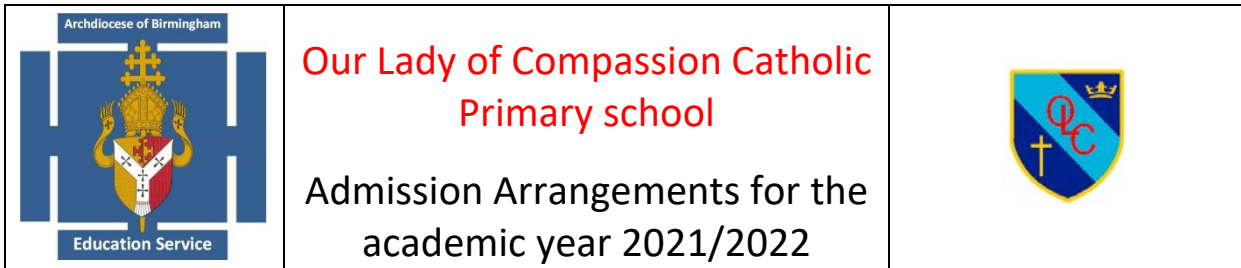 Archdiocese of Birmingham
Education Service
Our Lady of Compassion Catholic
Primary school
Admission Arrangements for the
academic year 2021/2022
OLC